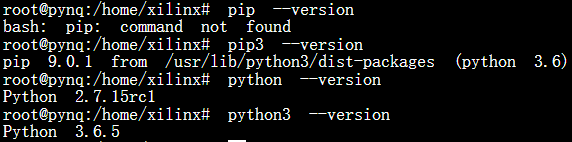 root@pynq:/home/xilinx# pip --version
bash: pip: command not found
root@pynq:/home/xilinx# pip3 --version
pip 9.0.1 from /usr/lib/python3/dist-packages (python 3.6)
root@pynq:/home/xilinx# python --version
Python 2.7.15rc1
root@pynq:/home/xilinx# python3 --version
Python 3.6.5